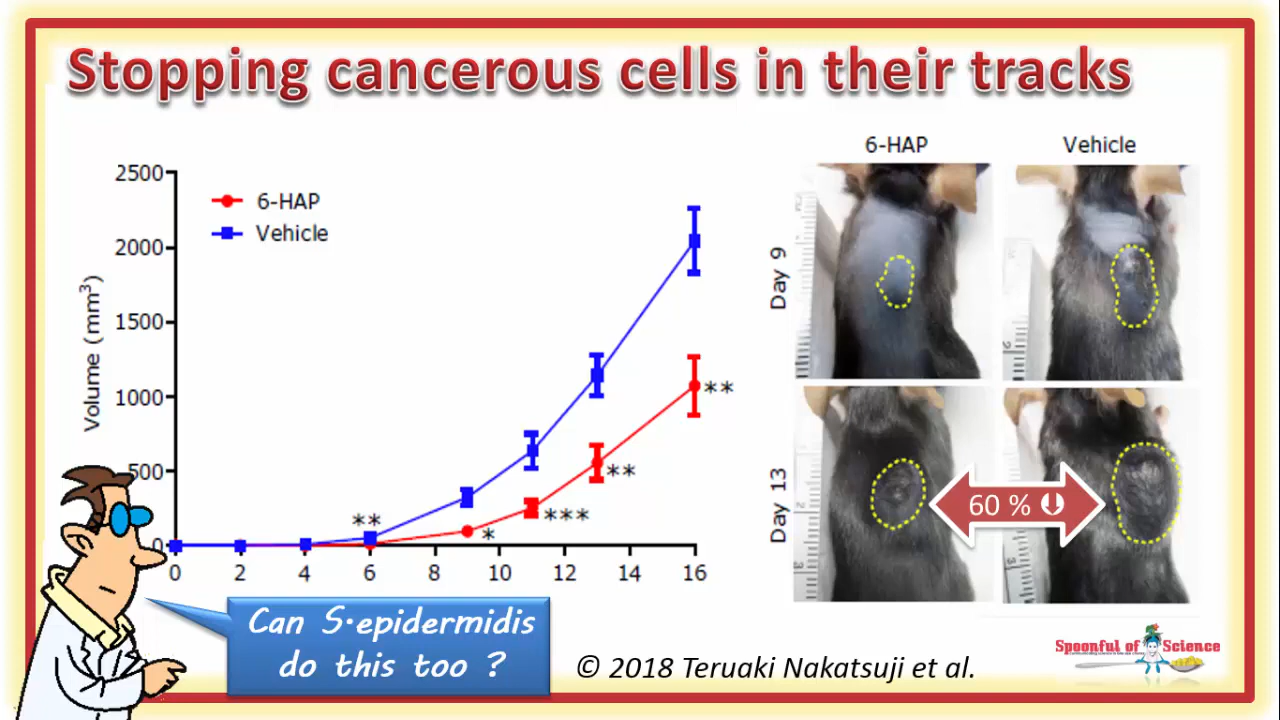 Stopping cancerous cells in their tracks
6-HAP
Vehicle
2500
2000
1500
1000
500
0
Volume (mm³)
6-HAP
Vehicle
**
*
***
**
**
0 2 4 6 8 10 12 14 16
Day 9
Day 13
60 %
Can S.epidermidis
do this too ?
© 2018 Teruaki Nakatsuji et al.
Spoonful of Science